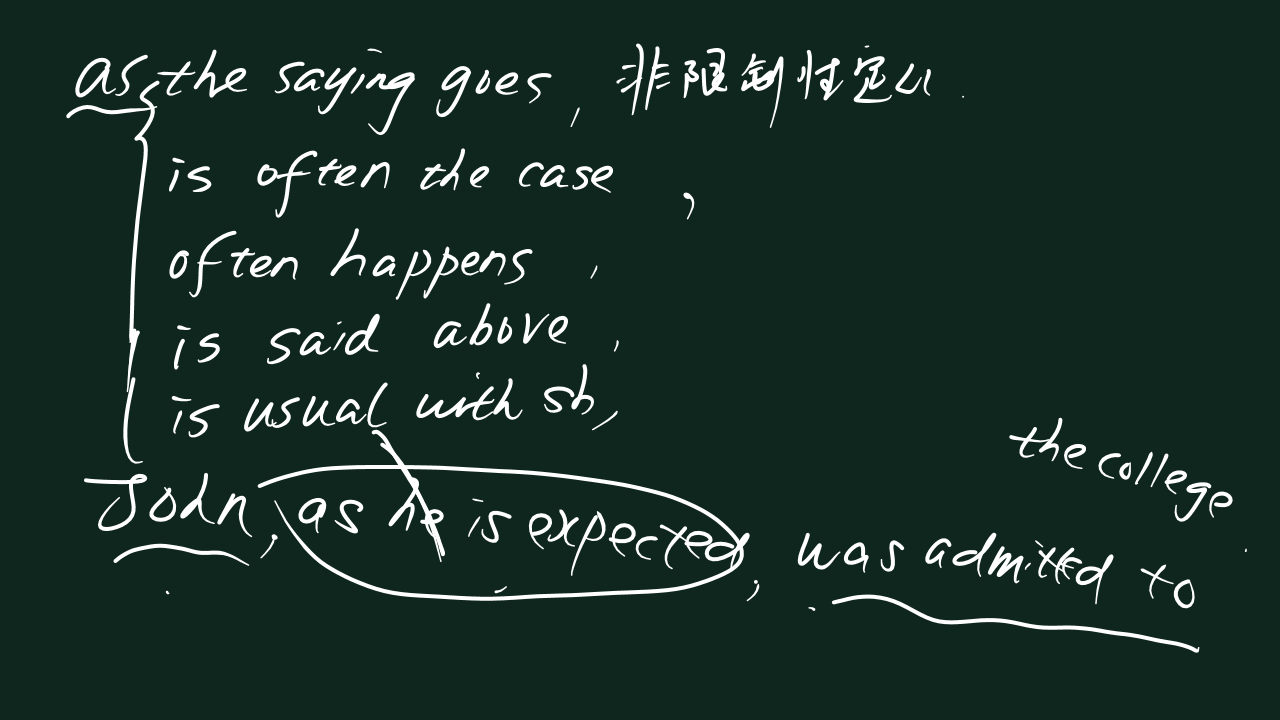 as the saying goes, 非限制性定从.
is often the case,
often happens,
is said above,
is usual with sb,
the college
John, as he is expected, was admitted to